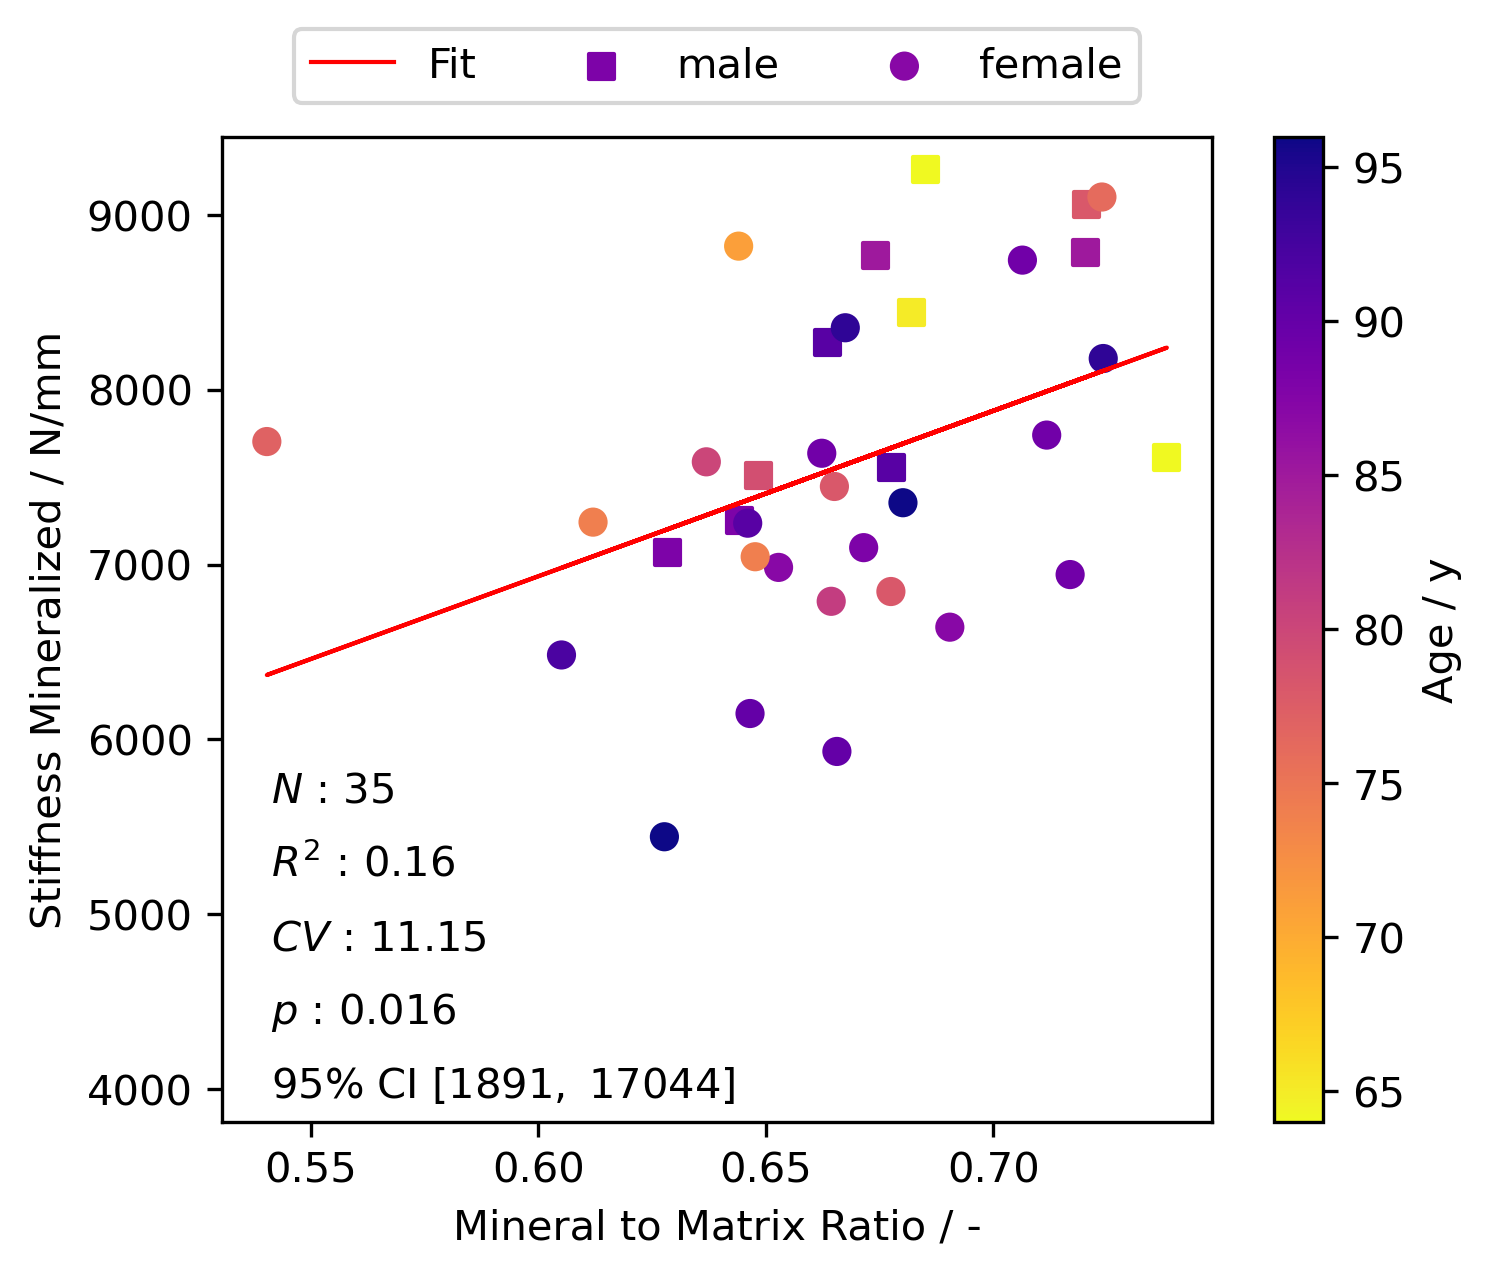 Fit male female
9000
8000
7000
6000
5000
4000
Stiffness Mineralized / N/mm
N : 35
R² : 0.16
CV : 11.15
p : 0.016
95% CI [1891, 17044]
0.55 0.60 0.65 0.70
Mineral to Matrix Ratio / -
95
90
85
80
75
70
65
Age / y